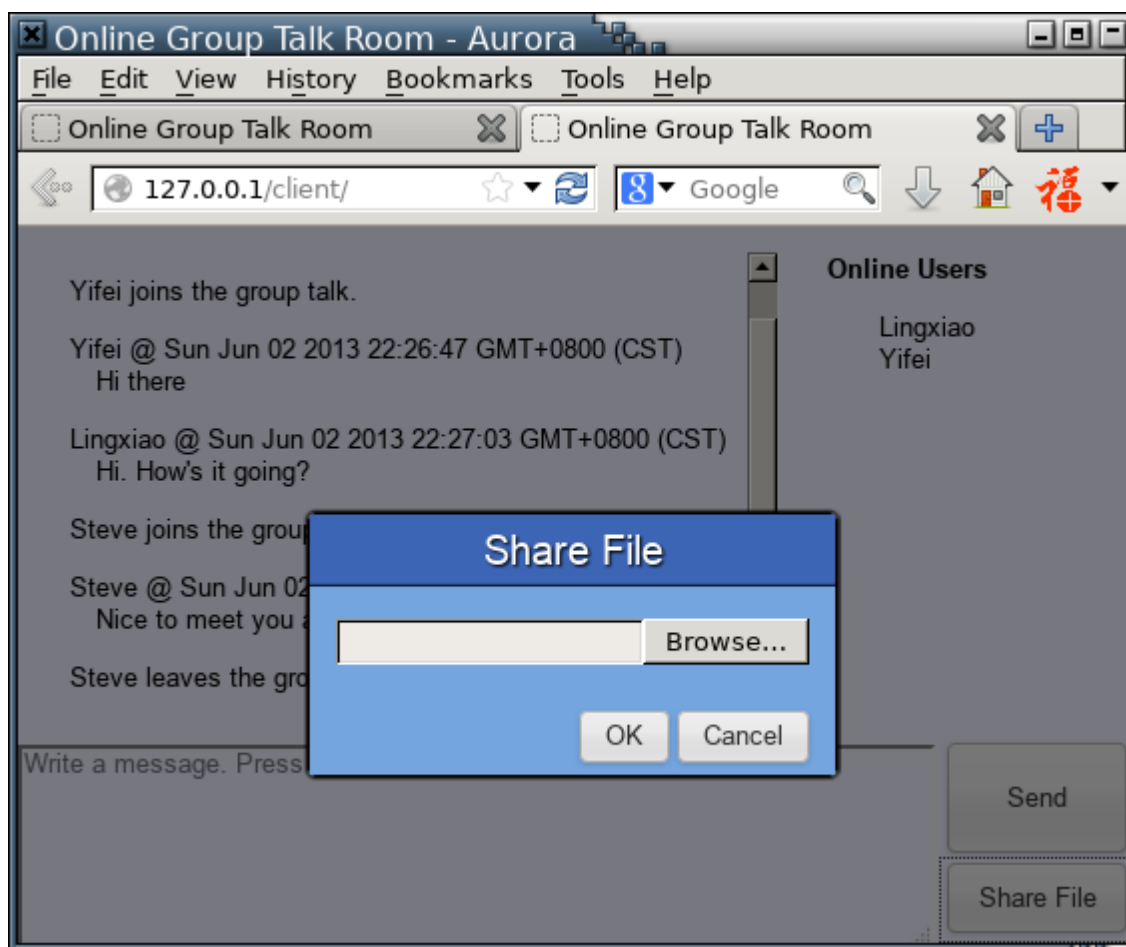 Online Group Talk Room - Aurora
File Edit View History Bookmarks Tools Help
Online Group Talk Room
Online Group Talk Room
127.0.0.1/client/
8
Google
福
Yifei joins the group talk.
Yifei @ Sun Jun 02 2013 22:26:47 GMT+0800 (CST)
Hi there
Lingxiao @ Sun Jun 02 2013 22:27:03 GMT+0800 (CST)
Hi. How's it going?
Steve joins the group
Steve @ Sun Jun 02
Nice to meet you
Steve leaves the
Online Users
Lingxiao
Yifei
Share File
Browse...
OK
Cancel
Write a message. Press
Send
Share File